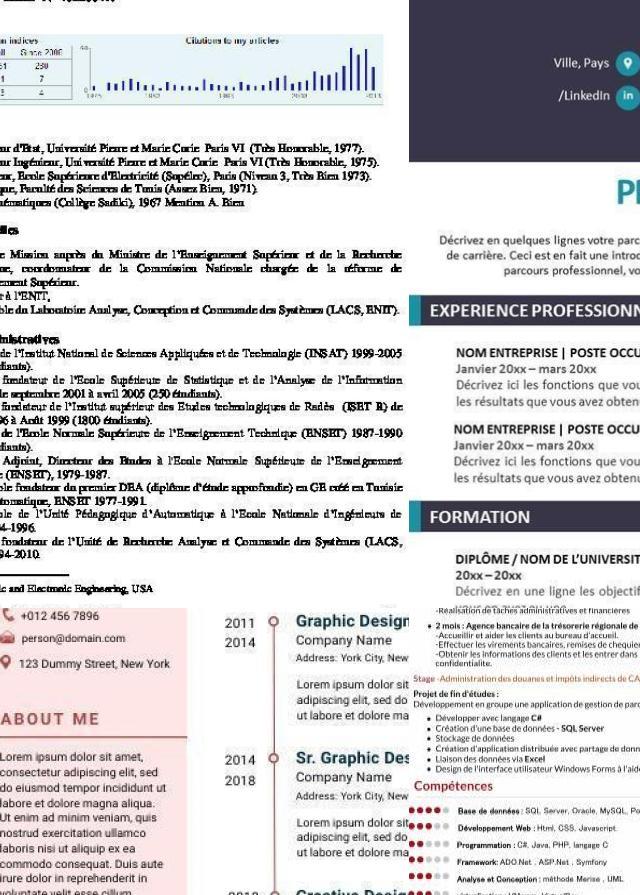 n indices
Citations to my articles
ll Since 2006
61 230
1 7
3 4
1975 1982 1993 2003 2013
ur d'Etat, Université Pierre et Marie Curie Paris VI (Très Honorable, 1977).
ur Ingénieur, Université Pierre et Marie Curie Paris VI (Très Honorable, 1975).
eur, Ecole Supérieure d'Electricité (Supélec), Paris (Niveau 3, Très Bien 1973).
que, Faculté des Sciences de Tunis (Assez Bien, 1971).
hématiques (Collège Sadiki), 1967 Mention A. Bien
elles
e Mission auprès du Ministre de l'Enseignement Supérieur et de la Recherche
ue, coordonnateur de la Commission Nationale chargée de la réforme de
ement Supérieur.
r à l'ENIT,
ble du Laboratoire Analyse, Conception et Commande des Systèmes (LACS, ENIT).
ministratives
de l'Institut National de Sciences Appliquées et de Technologie (INSAT) 1999-2005
diants).
fondateur de l'Ecole Supérieure de Statistique et de l'Analyse de l'Information
de septembre 2001 à avril 2005 (250 étudiants).
fondateur de l'Institut supérieur des Etudes technologiques de Radès (ISET R) de
96 à Août 1999 (1800 étudiants).
de l'Ecole Normale Supérieure de l'Enseignement Technique (ENSET) 1987-1990
diants).
Adjoint, Directeur des Etudes à l'Ecole Normale Supérieure de l'Enseignement
e (ENSET), 1979-1987.
ble fondateur du premier DEA (diplôme d'étude approfondie) en GE créé en Tunisie
tomatique, ENSET 1977-1991.
ble de l'Unité Pédagogique d'Automatique à l'Ecole Nationale d'Ingénieurs de
4-1996.
fondateur de l'Unité de Recherche Analyse et Commande des Systèmes (LACS,
94-2010.
ic and Electronic Engineering, USA
Ville, Pays
/LinkedIn
in
Décrivez en quelques lignes votre parc
de carrière. Ceci est en fait une introd
parcours professionnel, vo
EXPERIENCE PROFESSIONN
NOM ENTREPRISE | POSTE OCCU
Janvier 20xx – mars 20xx
Décrivez ici les fonctions que vou
les résultats que vous avez obtenu
NOM ENTREPRISE | POSTE OCCU
Janvier 20xx – mars 20xx
Décrivez ici les fonctions que vou
les résultats que vous avez obtenu
FORMATION
DIPLÔME / NOM DE L'UNIVERSIT
20xx – 20xx
Décrivez en une ligne les objectif
+012 456 7896
person@domain.com
123 Dummy Street, New York
ABOUT ME
Lorem ipsum dolor sit amet,
consectetur adipiscing elit, sed
do eiusmod tempor incididunt ut
labore et dolore magna aliqua.
Ut enim ad minim veniam, quis
nostrud exercitation ullamco
laboris nisi ut aliquip ex ea
commodo consequat. Duis aute
irure dolor in reprehenderit in
voluptate velit esse cillum
2011
2014
Graphic Design
Company Name
Address: York City, New
Lorem ipsum dolor sit
adipiscing elit, sed do
ut labore et dolore ma
2014
2018
Sr. Graphic Des
Company Name
Address: York City, New
Lorem ipsum dolor sit
adipiscing elit, sed do
ut labore et dolore ma
Creative Design
-Réalisation de tâches administratives et financières
• 2 mois : Agence bancaire de la trésorerie régionale de
-Accueillir et aider les clients au bureau d'accueil.
-Effectuer les virements bancaires, remises de chequier
-Obtenir les informations des clients et les entrer dans
confidentialité.
Stage -Administration des douanes et impôts indirects de CA
Projet de fin d'études :
Développement en groupe une application de gestion de parc
• Développer avec langage C#
• Création d'une base de données - SQL Server
• Stockage de données
• Création d'application distribuée avec partage de donn
• Liaison des données via Excel
• Design de l'interface utilisateur Windows Forms à l'aide
Compétences
Base de données : SQL Server, Oracle, MySQL, Po
Développement Web : Html, CSS, Javascript.
Programmation : C#, Java, PHP, langage C
Framework: ADO.Net , ASP.Net , Symfony
Analyse et Conception : méthode Merise , UML